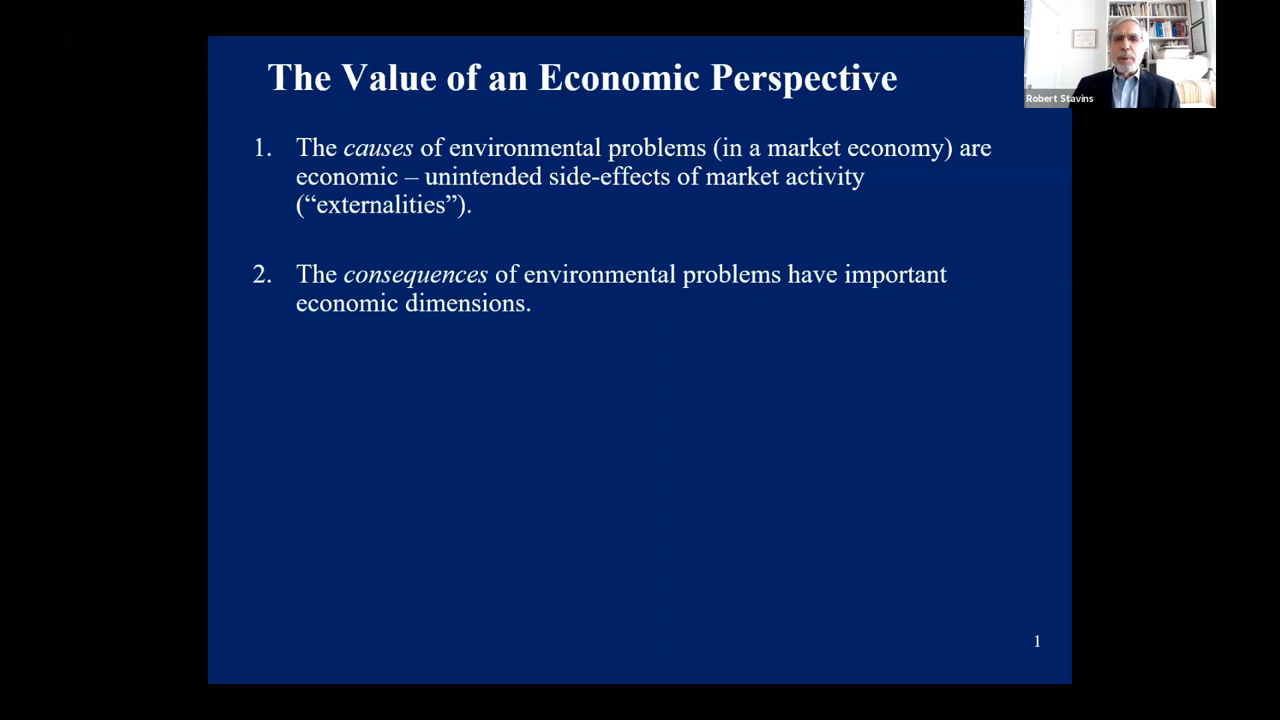 The Value of an Economic Perspective
Robert Stavins
1. The causes of environmental problems (in a market economy) are
economic – unintended side-effects of market activity
(“externalities”).
2. The consequences of environmental problems have important
economic dimensions.
1